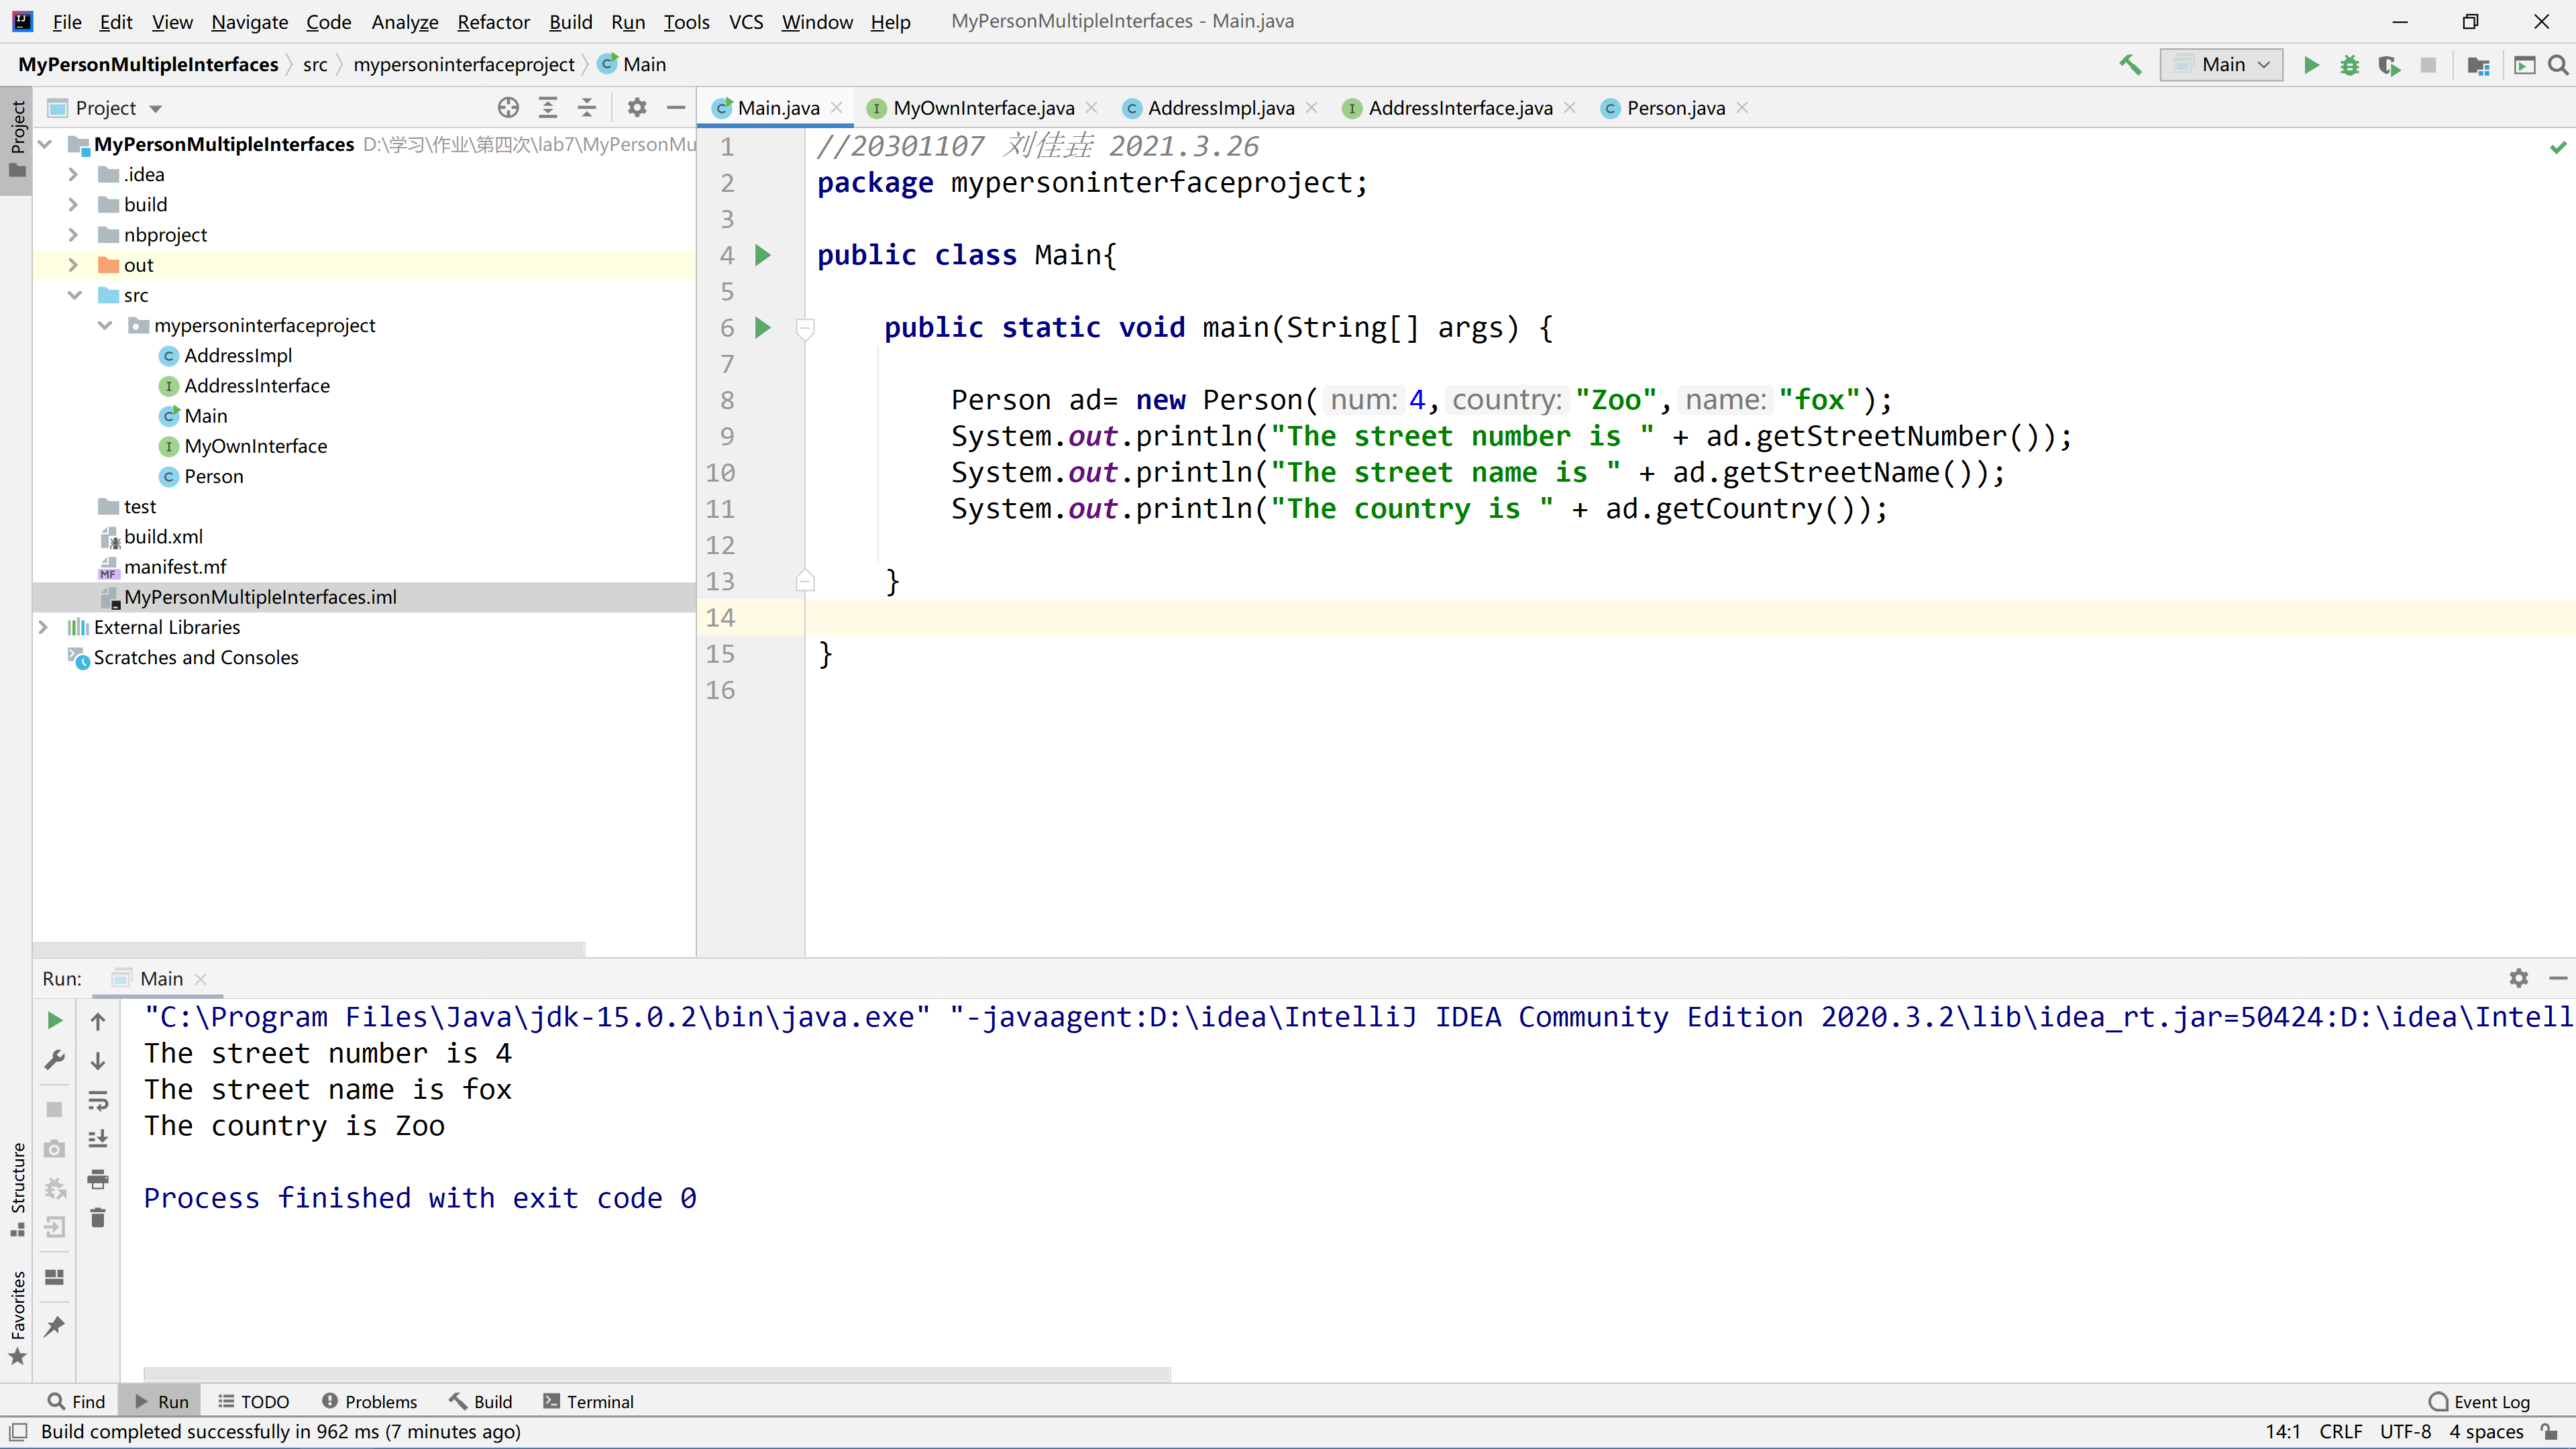 File Edit View Navigate Code Analyze Refactor Build Run Tools VCS Window Help MyPersonMultipleInterfaces - Main.java
MyPersonMultipleInterfaces src mypersoninterfaceproject Main
Main
Project
Project
Main.java MyOwnInterface.java AddressImpl.java AddressInterface.java Person.java
MyPersonMultipleInterfaces D:\学习\作业\第四次\lab7\MyPersonMu
.idea
build
nbproject
out
src
mypersoninterfaceproject
AddressImpl
AddressInterface
Main
MyOwnInterface
Person
test
build.xml
manifest.mf
MyPersonMultipleInterfaces.iml
External Libraries
Scratches and Consoles
1 //20301107 刘佳垚 2021.3.26
2 package mypersoninterfaceproject;
3
4 public class Main{
5
6 public static void main(String[] args) {
7
8 Person ad= new Person( num: 4, country: "Zoo", name: "fox");
9 System.out.println("The street number is " + ad.getStreetNumber());
10 System.out.println("The street name is " + ad.getStreetName());
11 System.out.println("The country is " + ad.getCountry());
12
13 }
14
15 }
16
Run: Main
"C:\Program Files\Java\jdk-15.0.2\bin\java.exe" "-javaagent:D:\idea\IntelliJ IDEA Community Edition 2020.3.2\lib\idea_rt.jar=50424:D:\idea\Intell
The street number is 4
The street name is fox
The country is Zoo
Process finished with exit code 0
Structure
Favorites
Find Run TODO Problems Build Terminal Event Log
Build completed successfully in 962 ms (7 minutes ago) 14:1 CRLF UTF-8 4 spaces